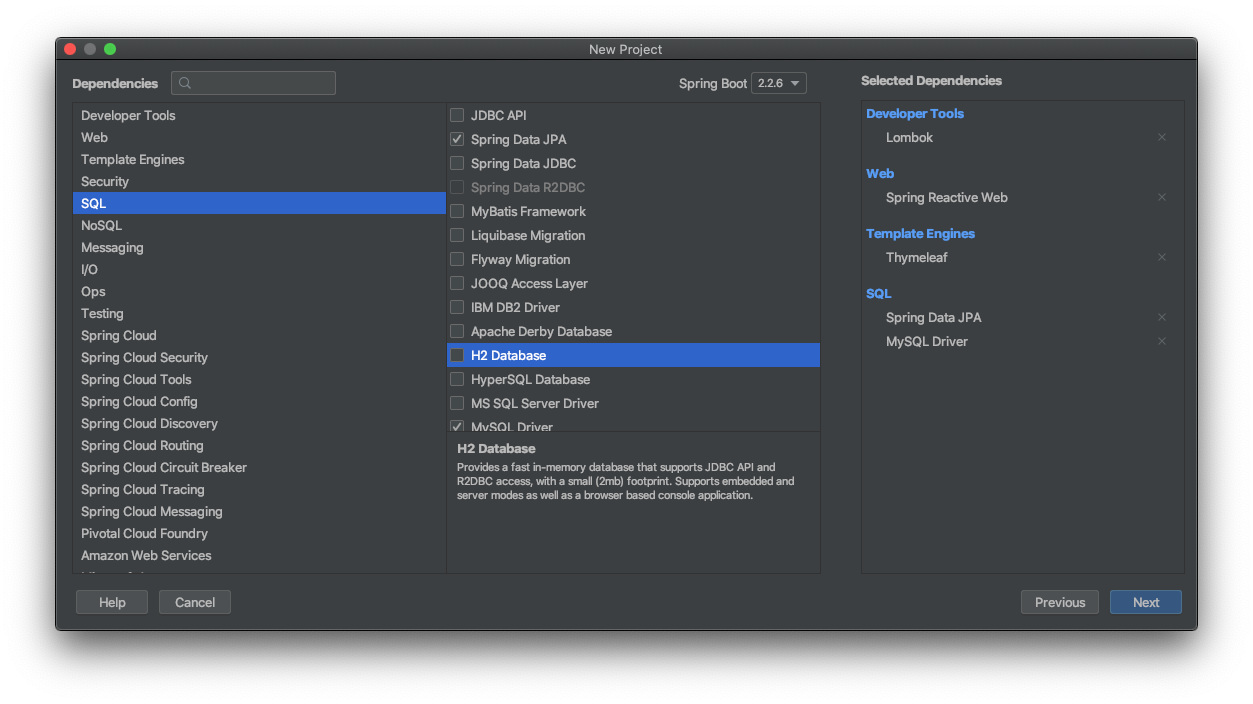 New Project
Dependencies
Spring Boot 2.2.6
Developer Tools
Web
Template Engines
Security
SQL
NoSQL
Messaging
I/O
Ops
Testing
Spring Cloud
Spring Cloud Security
Spring Cloud Tools
Spring Cloud Config
Spring Cloud Discovery
Spring Cloud Routing
Spring Cloud Circuit Breaker
Spring Cloud Tracing
Spring Cloud Messaging
Pivotal Cloud Foundry
Amazon Web Services
JDBC API
Spring Data JPA
Spring Data JDBC
Spring Data R2DBC
MyBatis Framework
Liquibase Migration
Flyway Migration
JOOQ Access Layer
IBM DB2 Driver
Apache Derby Database
H2 Database
HyperSQL Database
MS SQL Server Driver
MySQL Driver
H2 Database
Provides a fast in-memory database that supports JDBC API and
R2DBC access, with a small (2mb) footprint. Supports embedded and
server modes as well as a browser based console application.
Selected Dependencies
Developer Tools
Lombok
Web
Spring Reactive Web
Template Engines
Thymeleaf
SQL
Spring Data JPA
MySQL Driver
Help
Cancel
Previous
Next